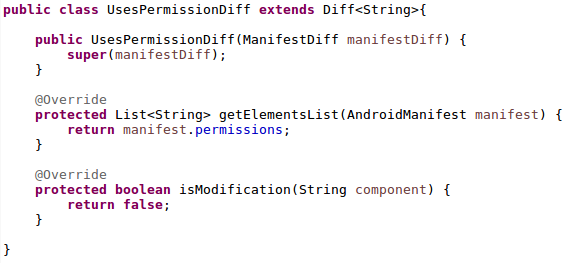 public class UsesPermissionDiff extends Diff<String>{
public UsesPermissionDiff(ManifestDiff manifestDiff) {
super(manifestDiff);
}
@Override
protected List<String> getElementsList(AndroidManifest manifest) {
return manifest.permissions;
}
@Override
protected boolean isModification(String component) {
return false;
}
}